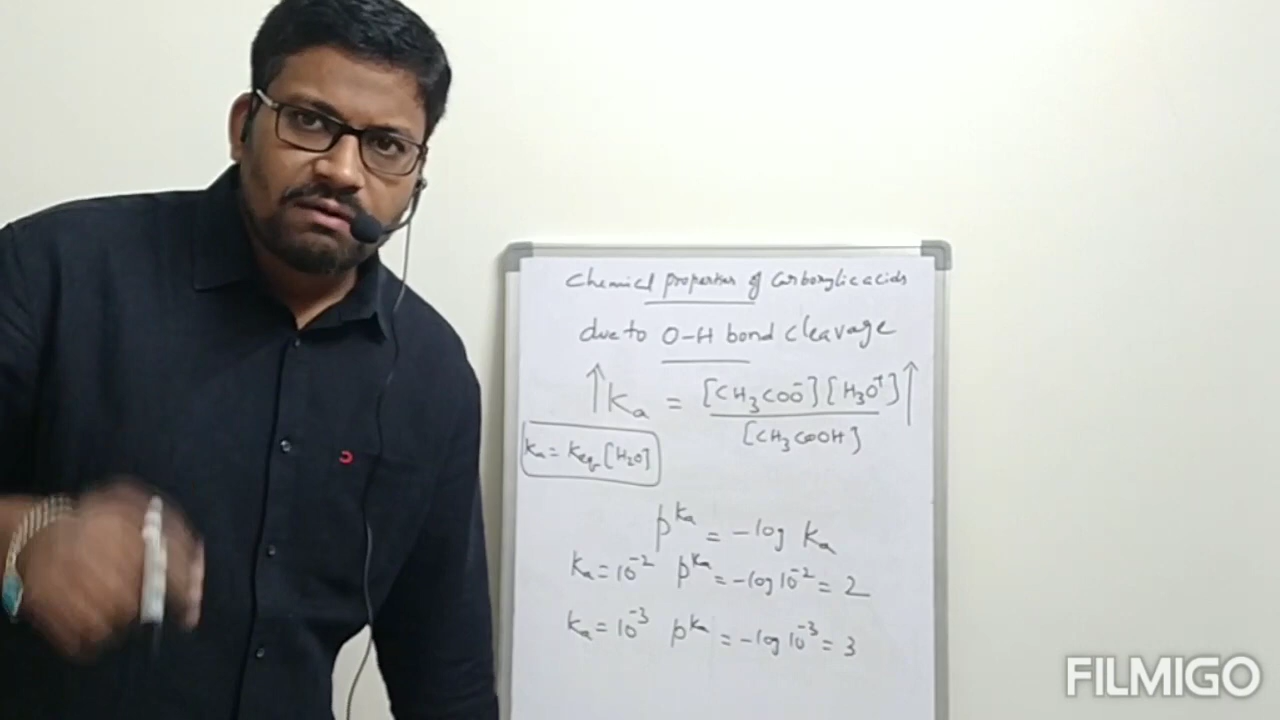 Chemical properties of Carboxylic acids
due to O-H bond cleavage
↑ Ka = [CH3COO⁻][H3O⁺] / [CH3COOH] ↑
Ka = Keq [H2O]
pKa = -log Ka
Ka = 10⁻² pKa = -log 10⁻² = 2
Ka = 10⁻³ pKa = -log 10⁻³ = 3
FILMIGO